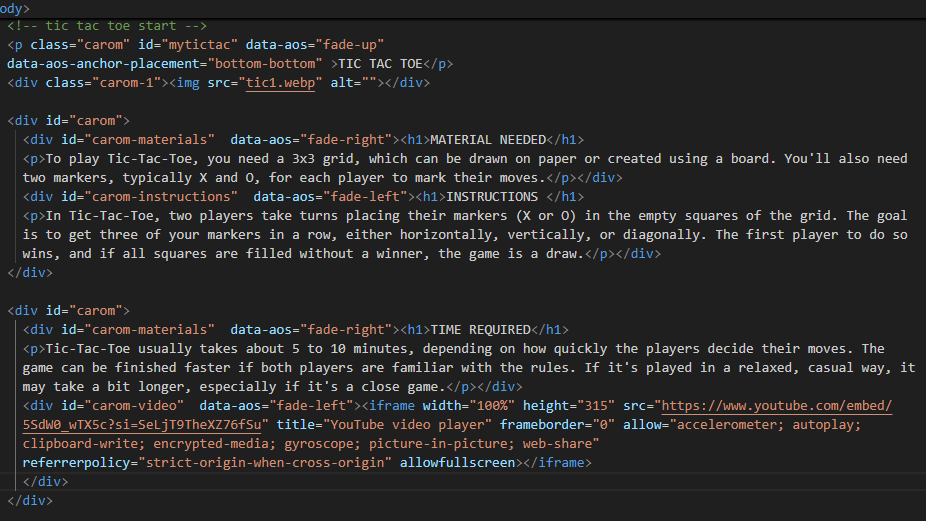 ody>
<!-- tic tac toe start -->
<p class="carom" id="mytictac" data-aos="fade-up"
data-aos-anchor-placement="bottom-bottom" >TIC TAC TOE</p>
<div class="carom-1"><img src="tic1.webp" alt=""></div>
<div id="carom">
<div id="carom-materials"  data-aos="fade-right"><h1>MATERIAL NEEDED</h1>
<p>To play Tic-Tac-Toe, you need a 3x3 grid, which can be drawn on paper or created using a board. You'll also need
two markers, typically X and O, for each player to mark their moves.</p></div>
<div id="carom-instructions"  data-aos="fade-left"><h1>INSTRUCTIONS </h1>
<p>In Tic-Tac-Toe, two players take turns placing their markers (X or O) in the empty squares of the grid. The goal
is to get three of your markers in a row, either horizontally, vertically, or diagonally. The first player to do so
wins, and if all squares are filled without a winner, the game is a draw.</p></div>
</div>
<div id="carom">
<div id="carom-materials"  data-aos="fade-right"><h1>TIME REQUIRED</h1>
<p>Tic-Tac-Toe usually takes about 5 to 10 minutes, depending on how quickly the players decide their moves. The
game can be finished faster if both players are familiar with the rules. If it's played in a relaxed, casual way, it
may take a bit longer, especially if it's a close game.</p></div>
<div id="carom-video"  data-aos="fade-left"><iframe width="100%" height="315" src="https://www.youtube.com/embed/
5SdW0_wTX5c?si=SeLjT9TheXZ76fSu" title="YouTube video player" frameborder="0" allow="accelerometer; autoplay;
clipboard-write; encrypted-media; gyroscope; picture-in-picture; web-share"
referrerpolicy="strict-origin-when-cross-origin" allowfullscreen></iframe>
</div>
</div>